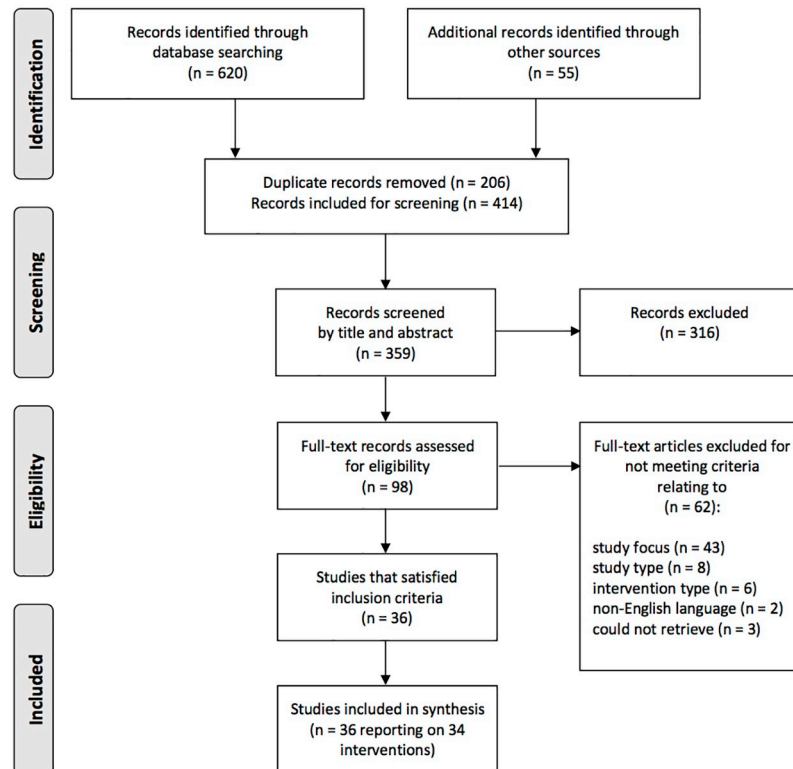 Identification
Records identified through
database searching
(n = 620)
Additional records identified through
other sources
(n = 55)
Duplicate records removed (n = 206)
Records included for screening (n = 414)
Screening
Records screened
by title and abstract
(n = 359)
Records excluded
(n = 316)
Eligibility
Full-text records assessed
for eligibility
(n = 98)
Full-text articles excluded for
not meeting criteria
relating to
(n = 62):
study focus (n = 43)
study type (n = 8)
intervention type (n = 6)
non-English language (n = 2)
could not retrieve (n = 3)
Studies that satisfied
inclusion criteria
(n = 36)
Included
Studies included in synthesis
(n = 36 reporting on 34
interventions)